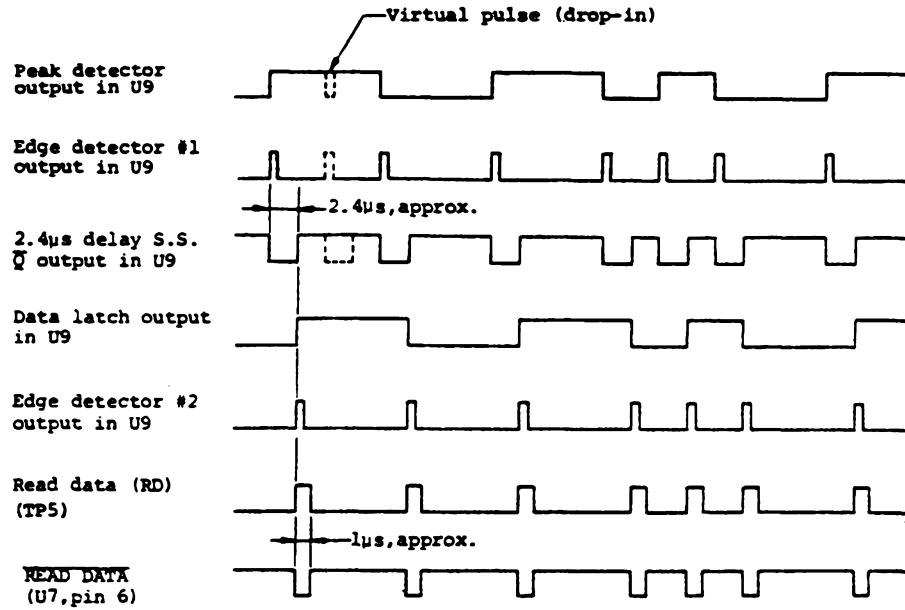 Virtual pulse (drop-in)
Peak detector
output in U9
Edge detector #1
output in U9
2.4µs,approx.
2.4µs delay S.S.
Q̅ output in U9
Data latch output
in U9
Edge detector #2
output in U9
Read data (RD)
(TP5)
1µs,approx.
READ DATA
(U7,pin 6)